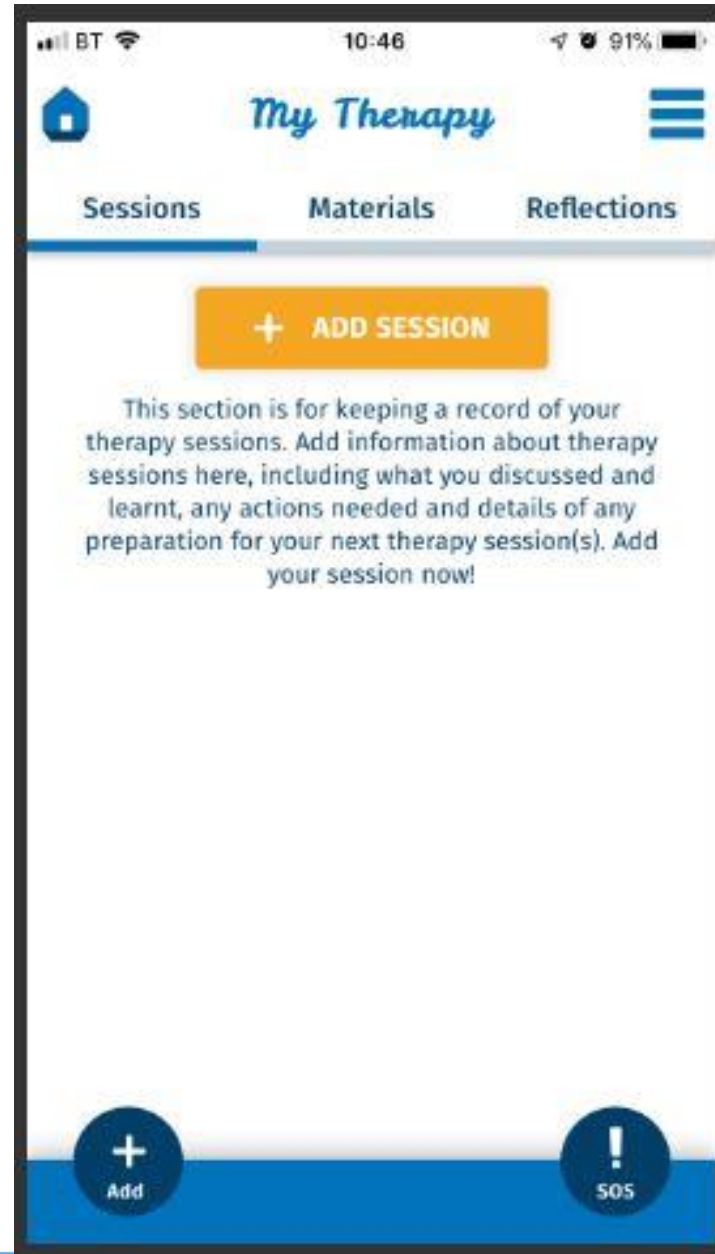 BT 10:46 91%
My Therapy
Sessions Materials Reflections
+ ADD SESSION
This section is for keeping a record of your
therapy sessions. Add information about therapy
sessions here, including what you discussed and
learnt, any actions needed and details of any
preparation for your next therapy session(s). Add
your session now!
+ !
Add SOS